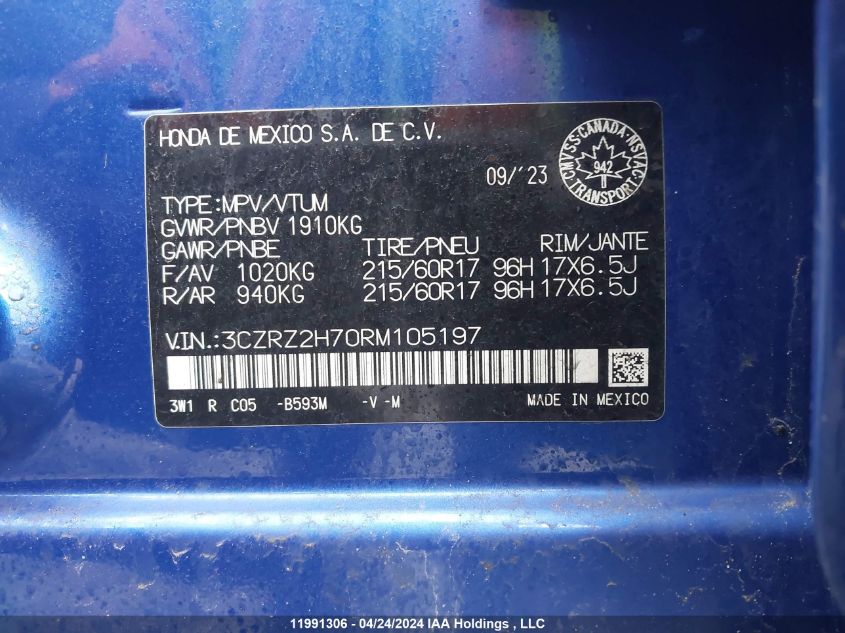 HONDA DE MEXICO S.A. DE C.V.
09/'23
CMVSS·CANADA·NSVAC
942
TRANSPORT
TYPE:MPV/VTUM
GVWR/PNBV 1910KG
GAWR/PNBE TIRE/PNEU RIM/JANTE
F/AV 1020KG 215/60R17 96H 17X6.5J
R/AR 940KG 215/60R17 96H 17X6.5J
V.IN.:3CZRZ2H70RM105197
3W1 R C05 -B593M -V -M MADE IN MEXICO
11991306 - 04/24/2024 IAA Holdings , LLC